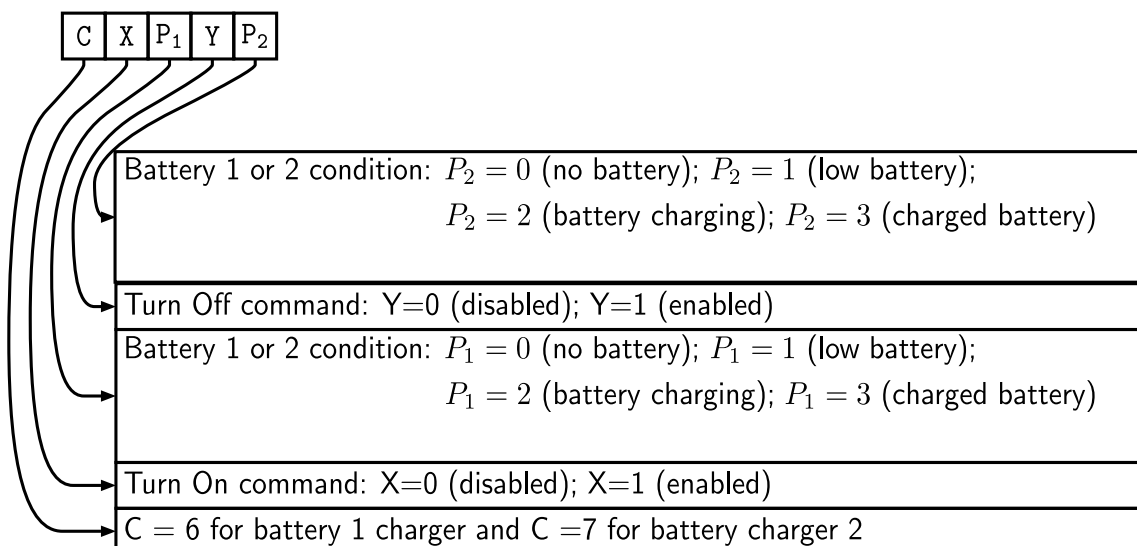 C X P₁ Y P₂
Battery 1 or 2 condition: P₂ = 0 (no battery); P₂ = 1 (low battery);
P₂ = 2 (battery charging); P₂ = 3 (charged battery)
Turn Off command: Y=0 (disabled); Y=1 (enabled)
Battery 1 or 2 condition: P₁ = 0 (no battery); P₁ = 1 (low battery);
P₁ = 2 (battery charging); P₁ = 3 (charged battery)
Turn On command: X=0 (disabled); X=1 (enabled)
C = 6 for battery 1 charger and C =7 for battery charger 2